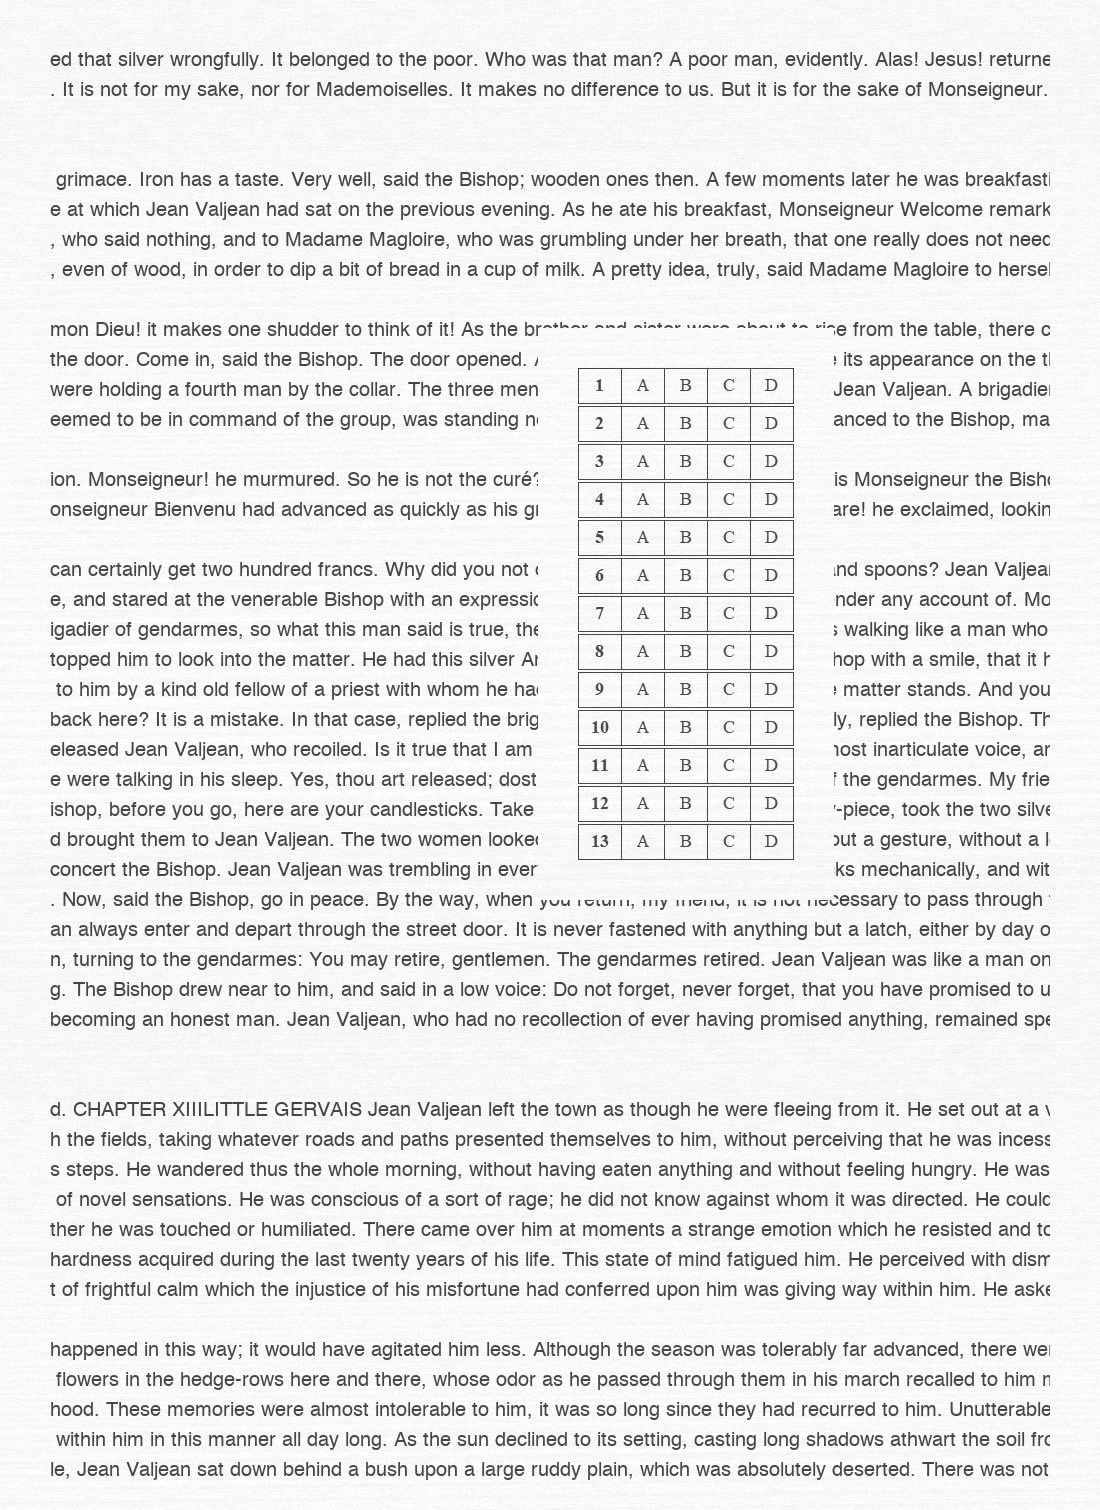 ed that silver wrongfully. It belonged to the poor. Who was that man? A poor man, evidently. Alas! Jesus! returne
. It is not for my sake, nor for Mademoiselles. It makes no difference to us. But it is for the sake of Monseigneur.
grimace. Iron has a taste. Very well, said the Bishop; wooden ones then. A few moments later he was breakfasti
e at which Jean Valjean had sat on the previous evening. As he ate his breakfast, Monseigneur Welcome remark
, who said nothing, and to Madame Magloire, who was grumbling under her breath, that one really does not need
, even of wood, in order to dip a bit of bread in a cup of milk. A pretty idea, truly, said Madame Magloire to hersel
mon Dieu! it makes one shudder to think of it! As the brother and sister were about to rise from the table, there c
the door. Come in, said the Bishop. The door opened. its appearance on the
were holding a fourth man by the collar. The three men Jean Valjean. A brigadier
eemed to be in command of the group, was standing anced to the Bishop, ma
ion. Monseigneur! he murmured. So he is not the curé? is Monseigneur the Bisho
onseigneur Bienvenu had advanced as quickly as his are! he exclaimed, lookin
can certainly get two hundred francs. Why did you not and spoons? Jean Valjean
e, and stared at the venerable Bishop with an expressio nder any account of. Mo
igadier of gendarmes, so what this man said is true, the walking like a man who
topped him to look into the matter. He had this silver hop with a smile, that it
to him by a kind old fellow of a priest with whom he had matter stands. And you
back here? It is a mistake. In that case, replied the brig ly, replied the Bishop. Th
eleased Jean Valjean, who recoiled. Is it true that I am most inarticulate voice, an
e were talking in his sleep. Yes, thou art released; dost f the gendarmes. My frie
ishop, before you go, here are your candlesticks. Take -piece, took the two silve
d brought them to Jean Valjean. The two women looked out a gesture, without a l
concert the Bishop. Jean Valjean was trembling in ever ks mechanically, and wit
. Now, said the Bishop, go in peace. By the way, when you return, my friend, it is not necessary to pass through
an always enter and depart through the street door. It is never fastened with anything but a latch, either by day o
n, turning to the gendarmes: You may retire, gentlemen. The gendarmes retired. Jean Valjean was like a man on
g. The Bishop drew near to him, and said in a low voice: Do not forget, never forget, that you have promised to u
becoming an honest man. Jean Valjean, who had no recollection of ever having promised anything, remained spe
d. CHAPTER XIIILITTLE GERVAIS Jean Valjean left the town as though he were fleeing from it. He set out at a v
h the fields, taking whatever roads and paths presented themselves to him, without perceiving that he was incess
s steps. He wandered thus the whole morning, without having eaten anything and without feeling hungry. He was
of novel sensations. He was conscious of a sort of rage; he did not know against whom it was directed. He could
ther he was touched or humiliated. There came over him at moments a strange emotion which he resisted and to
hardness acquired during the last twenty years of his life. This state of mind fatigued him. He perceived with dism
t of frightful calm which the injustice of his misfortune had conferred upon him was giving way within him. He aske
happened in this way; it would have agitated him less. Although the season was tolerably far advanced, there wer
flowers in the hedge-rows here and there, whose odor as he passed through them in his march recalled to him m
hood. These memories were almost intolerable to him, it was so long since they had recurred to him. Unutterable
within him in this manner all day long. As the sun declined to its setting, casting long shadows athwart the soil fro
le, Jean Valjean sat down behind a bush upon a large ruddy plain, which was absolutely deserted. There was not
1 A B C D
2 A B C D
3 A B C D
4 A B C D
5 A B C D
6 A B C D
7 A B C D
8 A B C D
9 A B C D
10 A B C D
11 A B C D
12 A B C D
13 A B C D